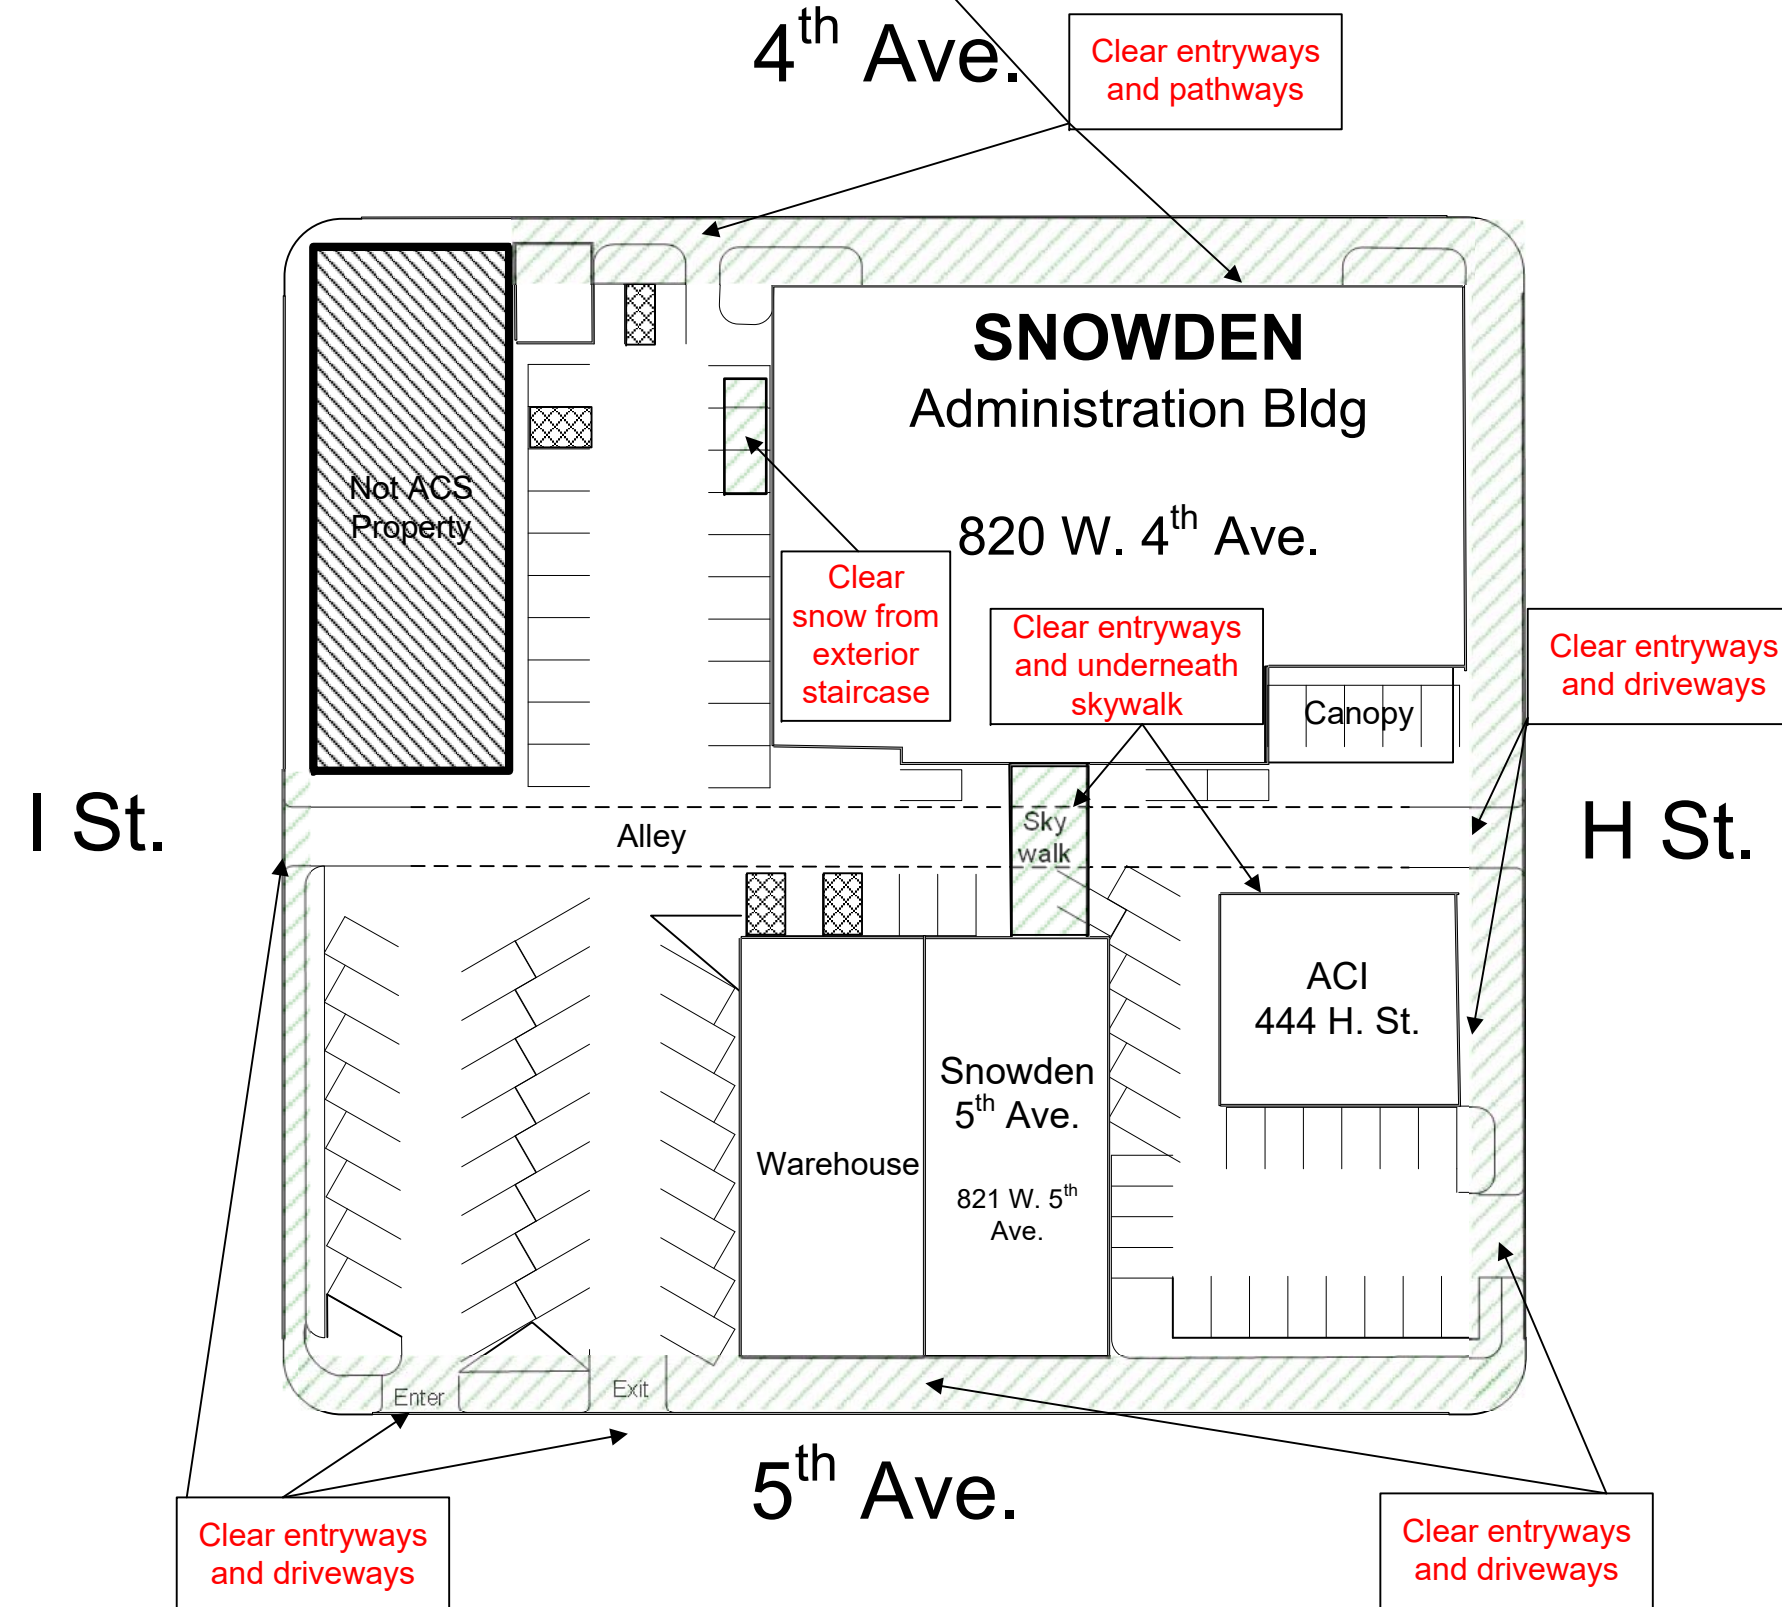 4th Ave.
Clear entryways
and pathways
SNOWDEN
Administration Bldg
820 W. 4th Ave.
Not ACS
Property
Clear
snow from
exterior
staircase
Clear entryways
and underneath
skywalk
Clear entryways
and driveways
Canopy
I St.
Alley
Sky
walk
H St.
ACI
444 H. St.
Snowden
5th Ave.
821 W. 5th
Ave.
Warehouse
Enter
Exit
5th Ave.
Clear entryways
and driveways
Clear entryways
and driveways